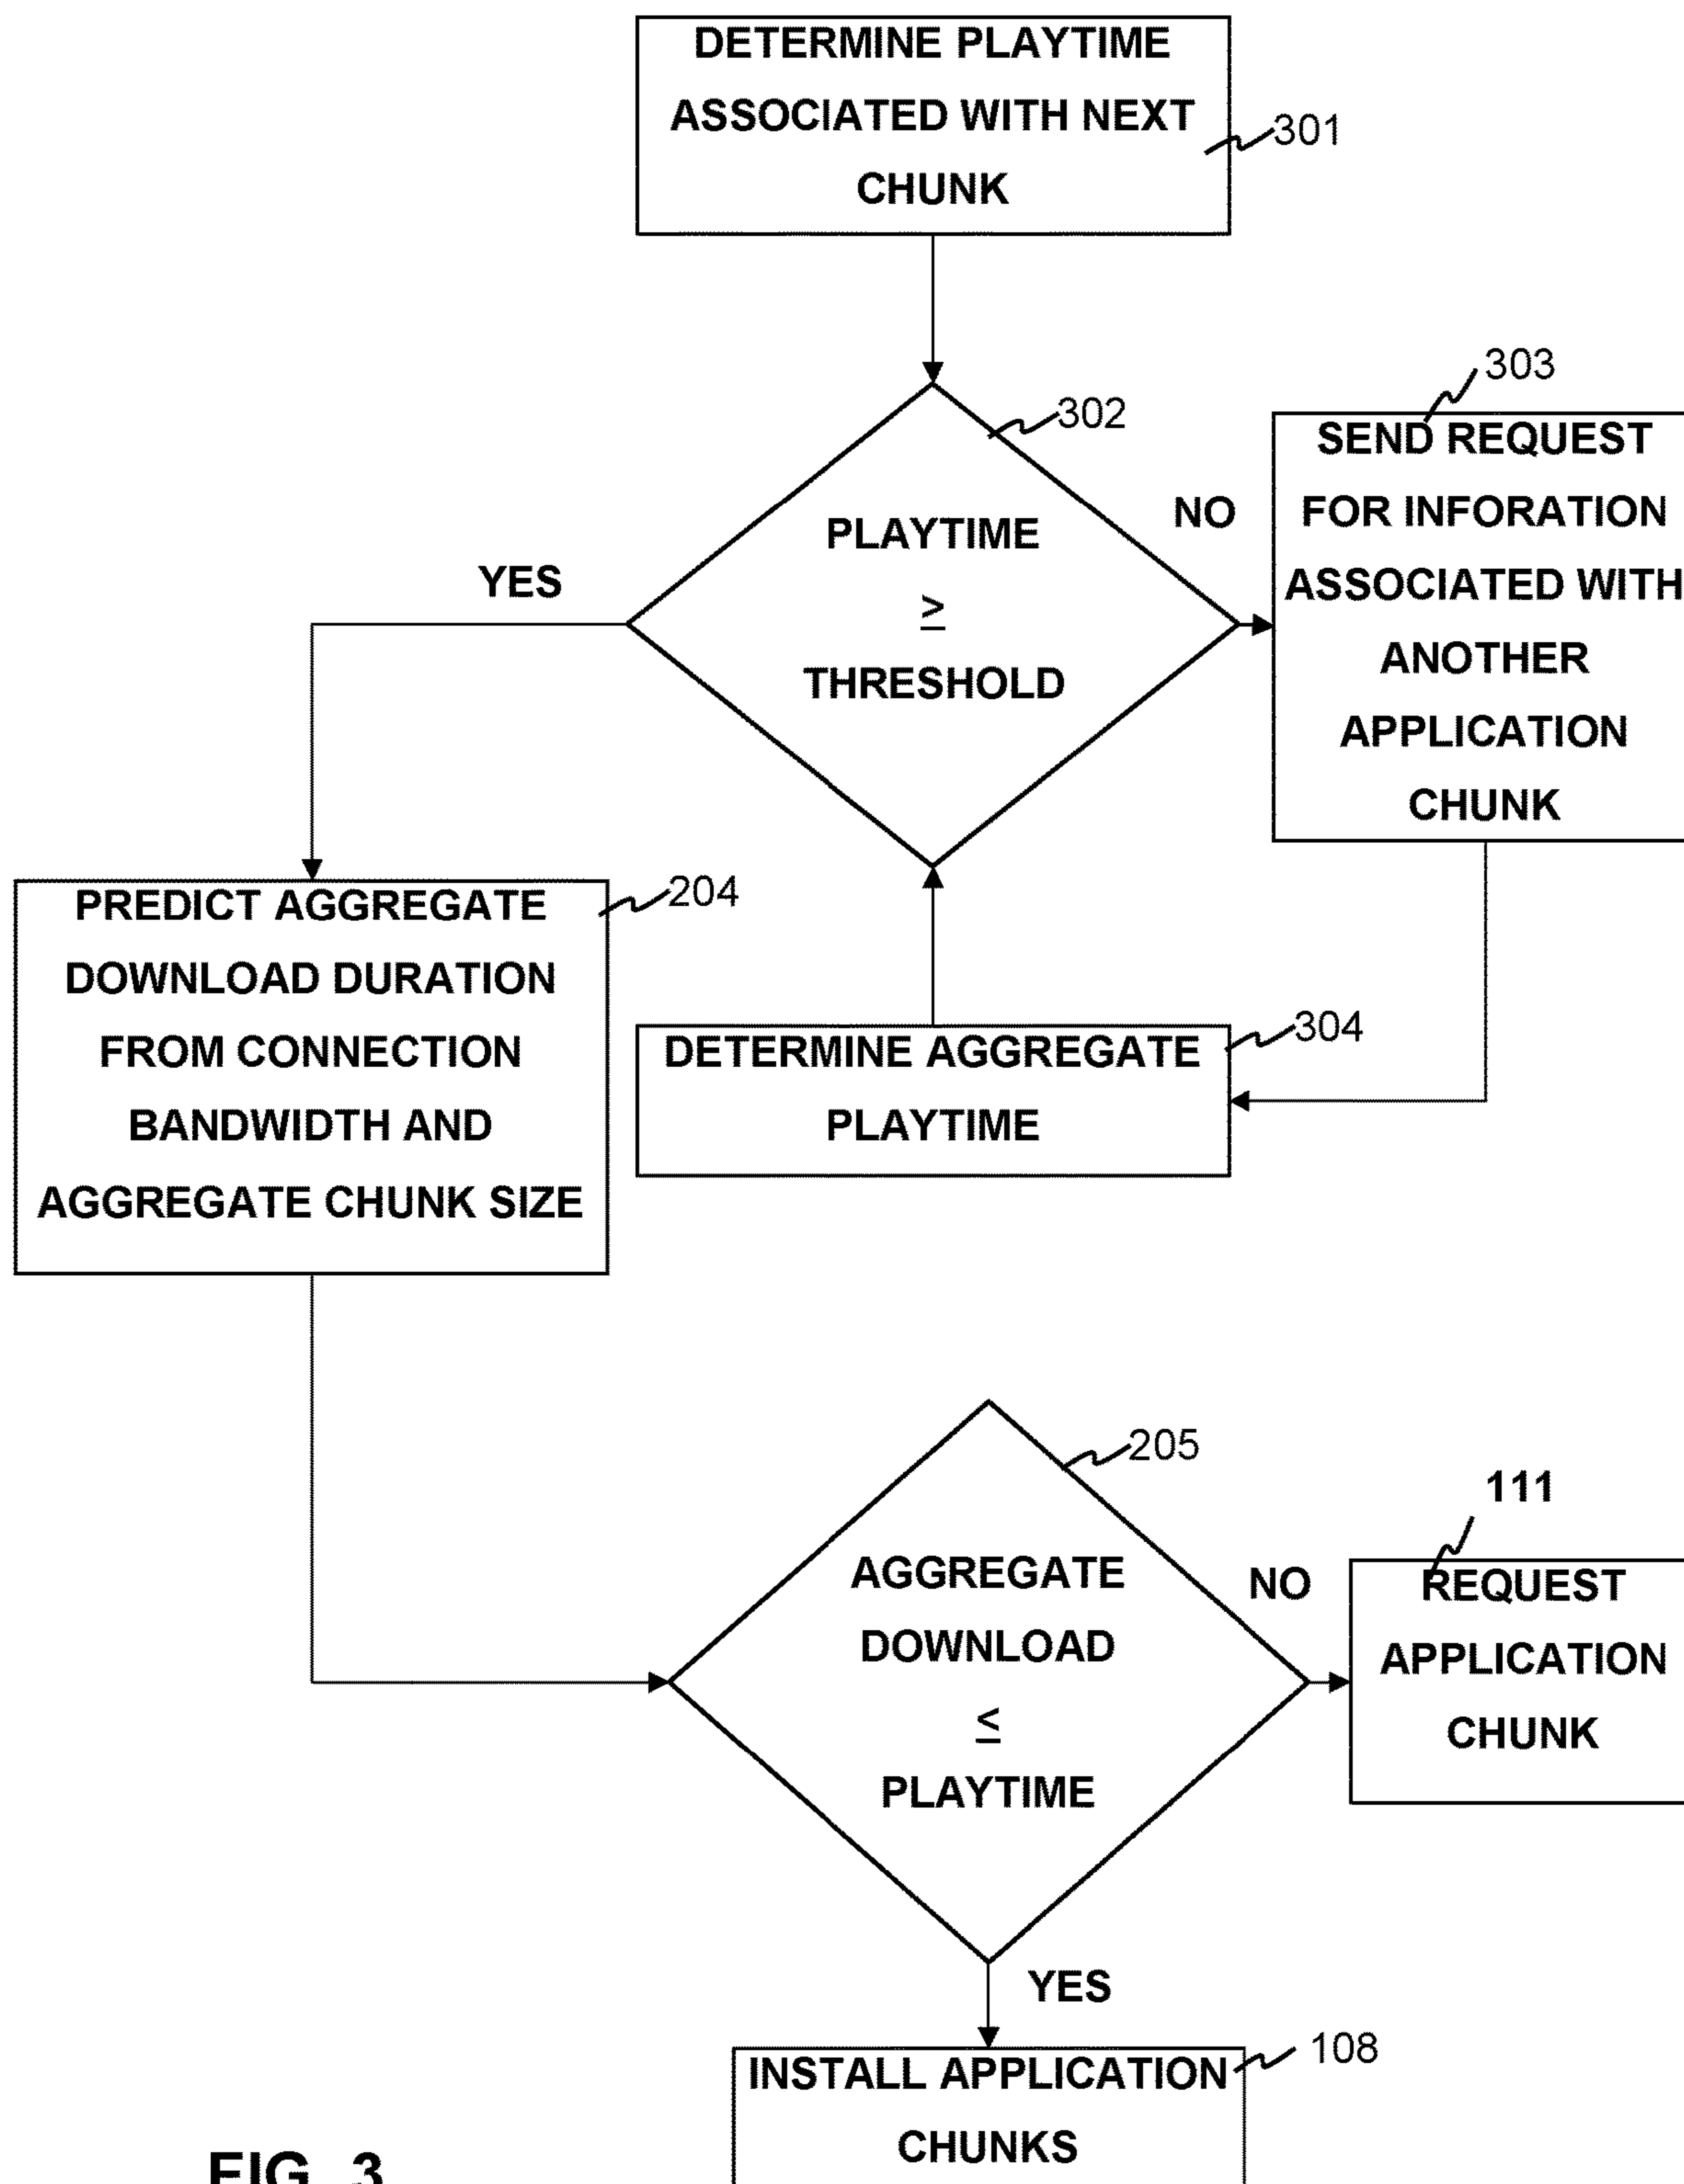 DETERMINE PLAYTIME
ASSOCIATED WITH NEXT
CHUNK
301
302
PLAYTIME
≥
THRESHOLD
YES
NO
303
SEND REQUEST
FOR INFORATION
ASSOCIATED WITH
ANOTHER
APPLICATION
CHUNK
304
DETERMINE AGGREGATE
PLAYTIME
204
PREDICT AGGREGATE
DOWNLOAD DURATION
FROM CONNECTION
BANDWIDTH AND
AGGREGATE CHUNK SIZE
205
AGGREGATE
DOWNLOAD
≤
PLAYTIME
NO
111
REQUEST
APPLICATION
CHUNK
YES
108
INSTALL APPLICATION
CHUNKS
FIG. 3